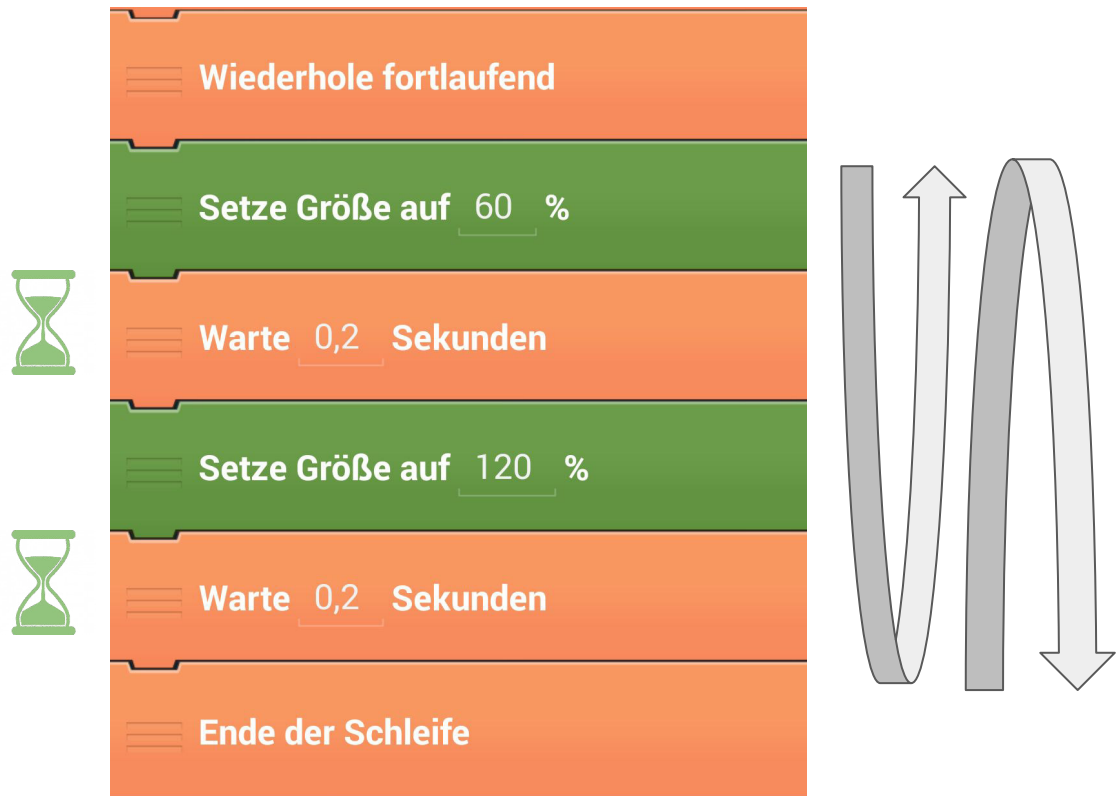 Wiederhole fortlaufend
Setze Größe auf 60 %
Warte 0,2 Sekunden
Setze Größe auf 120 %
Warte 0,2 Sekunden
Ende der Schleife